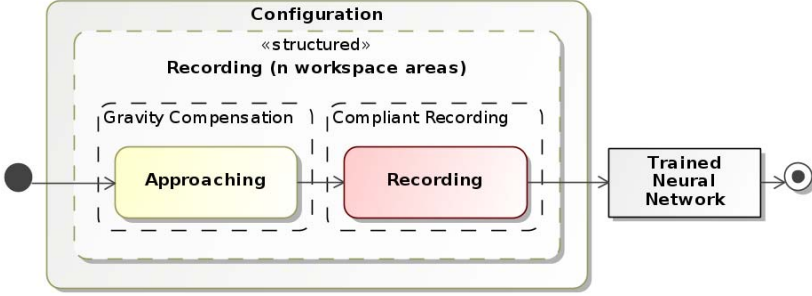 Configuration
«structured»
Recording (n workspace areas)
Gravity Compensation
Compliant Recording
Approaching
Recording
Trained
Neural
Network